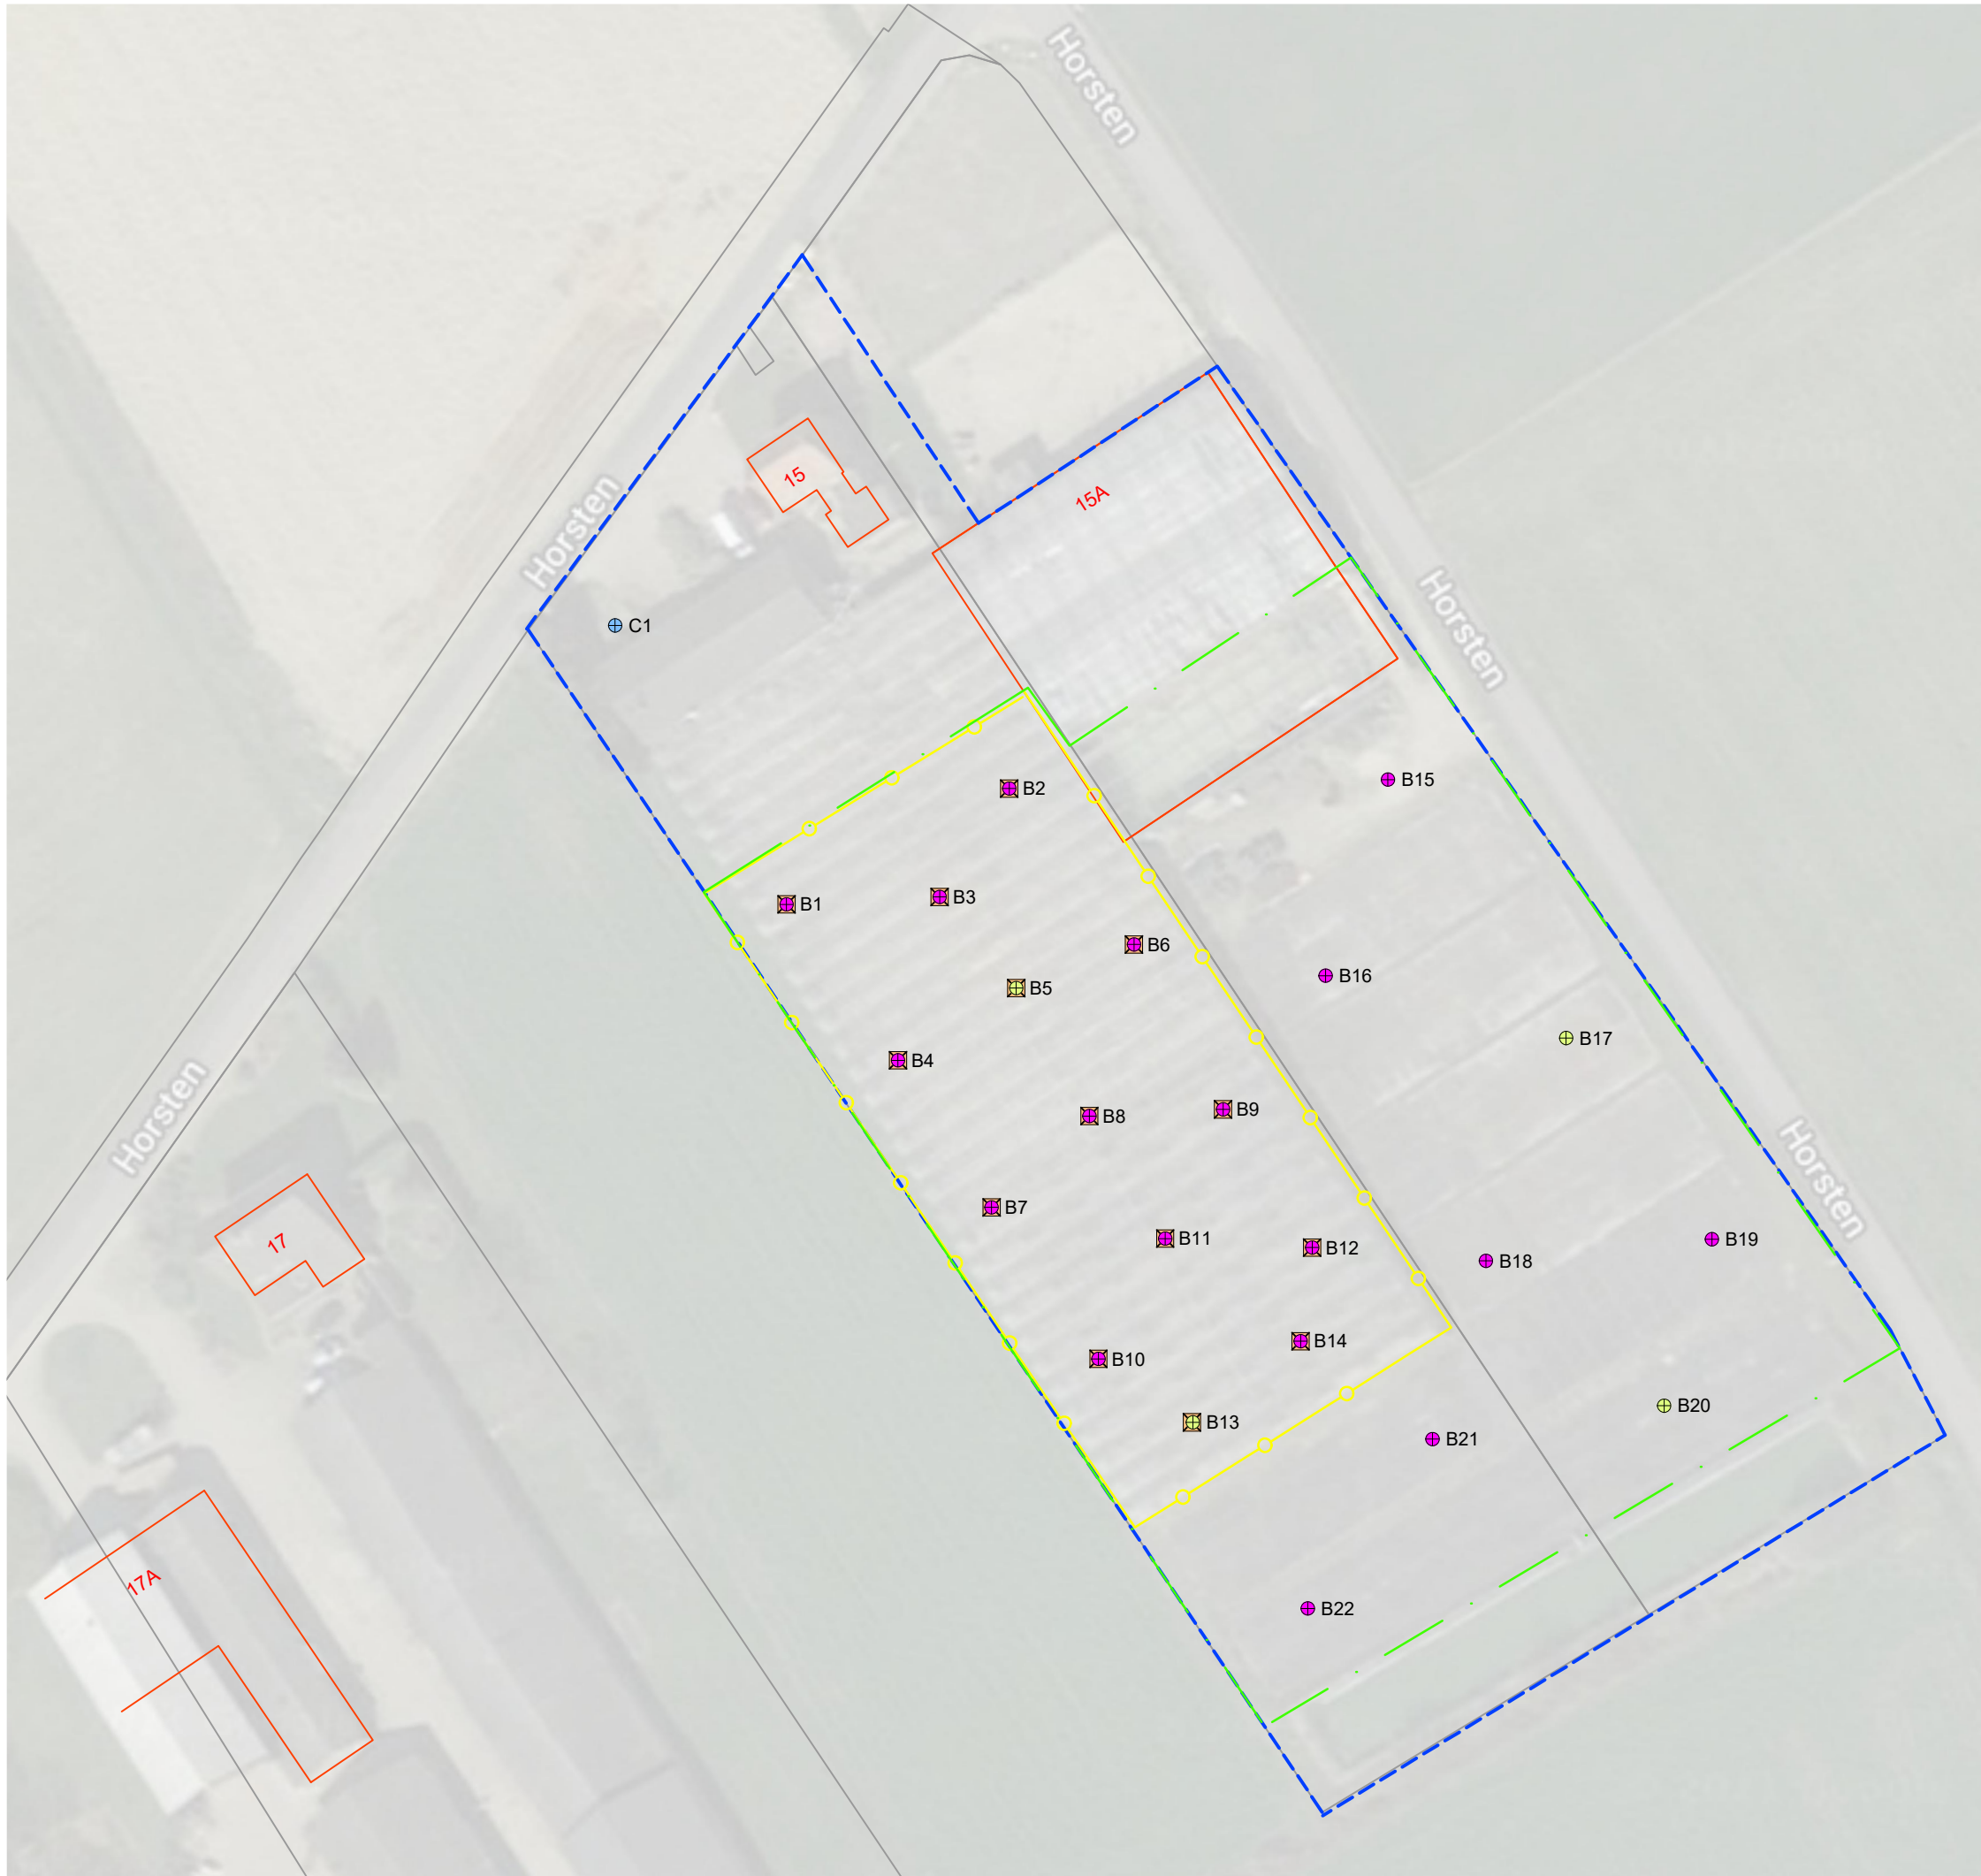 Horsten
15
15A
Horsten
Horsten
C1
B15
B2
B3
B1
B6
B16
B5
B17
B4
Horsten
B9
B8
Horsten
B7
B11
B19
B12
17
B18
B14
B10
B20
B13
B21
17A
B22